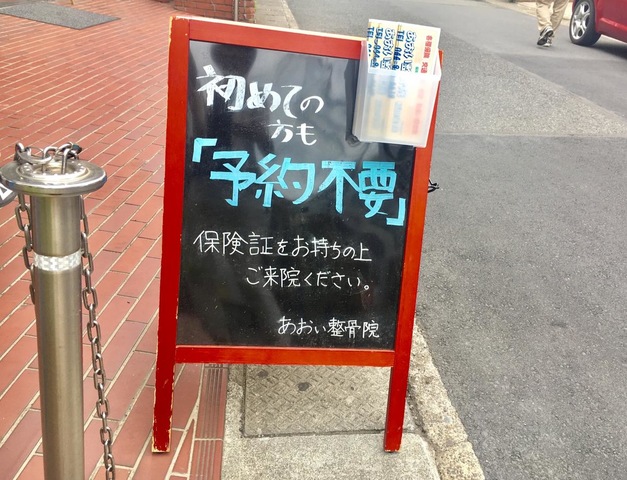 初めての
方も
「予約不要」
保険証をお持ちの上
ご来院ください。
あおい整骨院